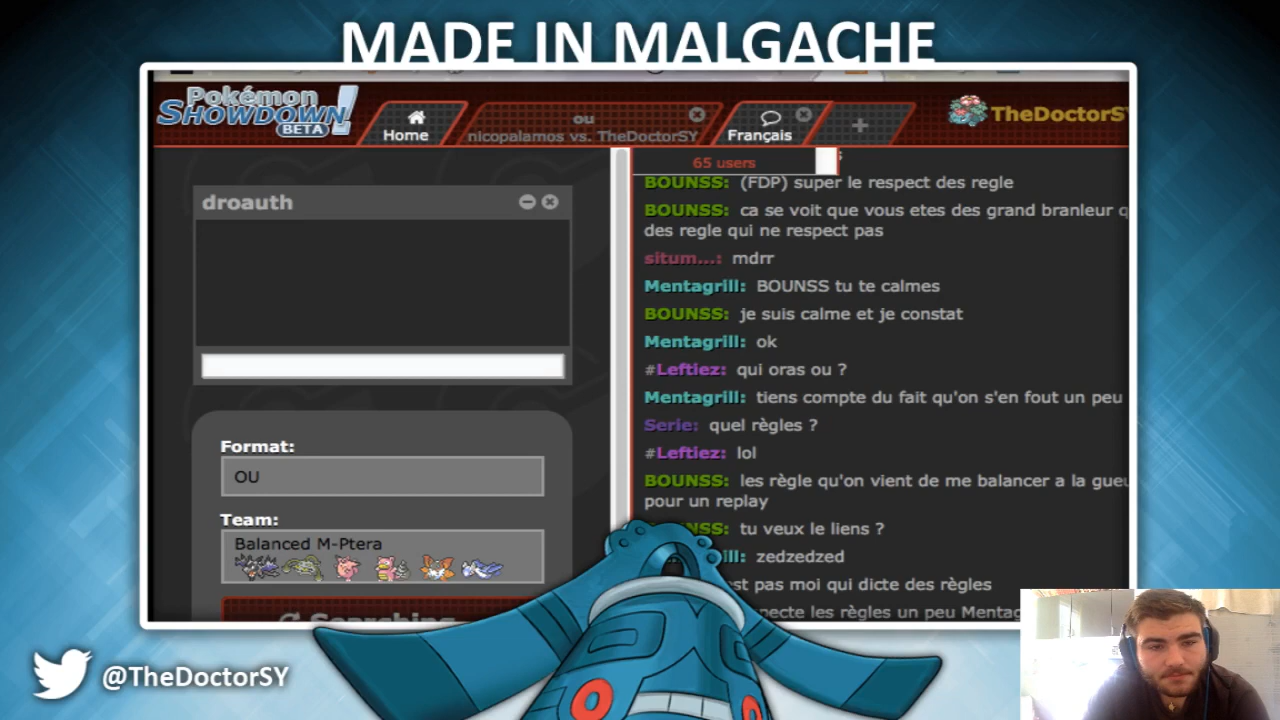 MADE IN MALGACHE
Pokémon
SHOWDOWN!
BETA
Home
ou
nicopalamos vs. TheDoctorSY
Français
TheDoctorSY
65 users
droauth
BOUNSS: (FDP) super le respect des regle
BOUNSS: ca se voit que vous etes des grand branleur
des regle qui ne respect pas
situm...: mdrr
Mentagrill: BOUNSS tu te calmes
BOUNSS: je suis calme et je constat
Mentagrill: ok
#Leftiez: qui oras ou ?
Mentagrill: tiens compte du fait qu'on s'en fout un peu
Serie: quel règles ?
#Leftiez: lol
BOUNSS: les règle qu'on vient de me balancer a la
pour un replay
BOUNSS: tu veux le liens ?
zedzedzed
est pas moi qui dicte des règles
les règles un peu
Format:
OU
Team:
Balanced M-Ptera
Searching
@TheDoctorSY